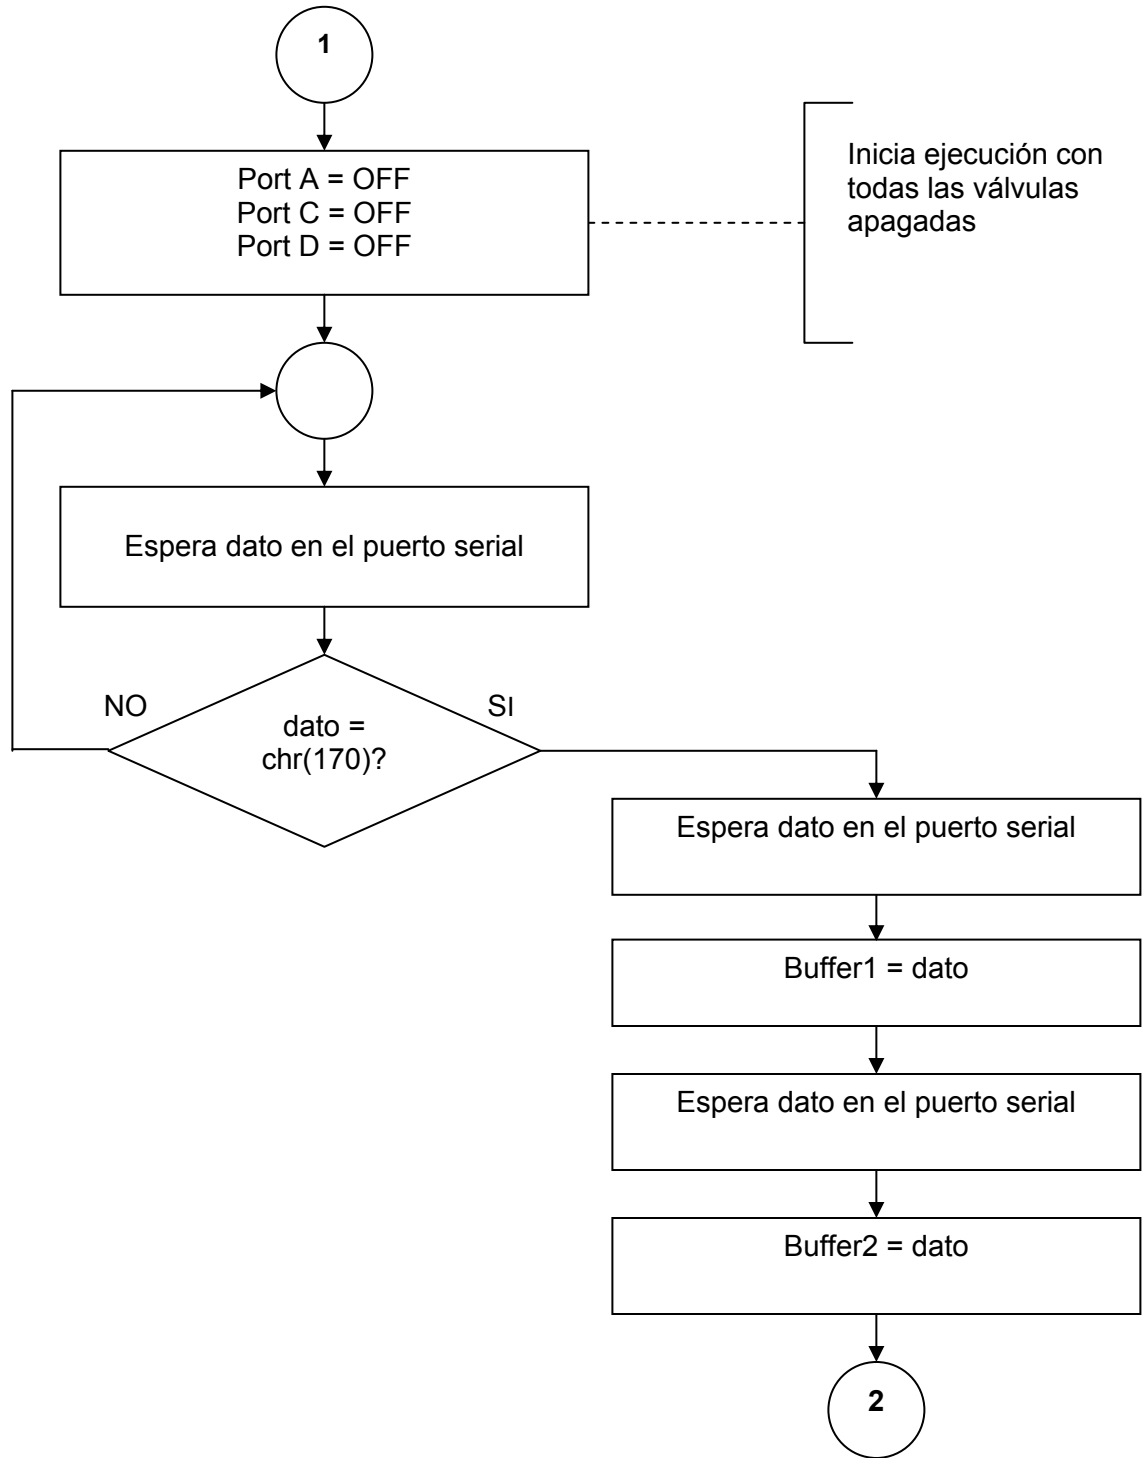 1
Port A = OFF
Port C = OFF
Port D = OFF
Inicia ejecución con
todas las válvulas
apagadas
Espera dato en el puerto serial
NO
SI
dato =
chr(170)?
Espera dato en el puerto serial
Buffer1 = dato
Espera dato en el puerto serial
Buffer2 = dato
2